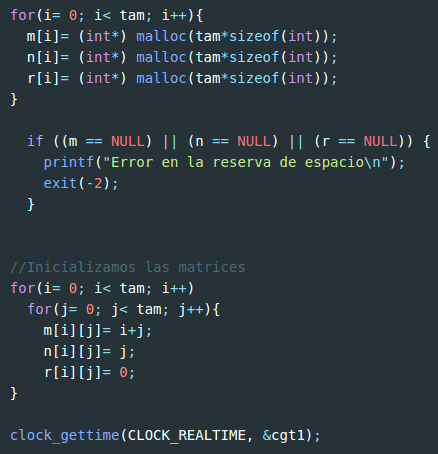 for(i= 0; i< tam; i++){
  m[i]= (int*) malloc(tam*sizeof(int));
  n[i]= (int*) malloc(tam*sizeof(int));
  r[i]= (int*) malloc(tam*sizeof(int));
}

  if ((m == NULL) || (n == NULL) || (r == NULL)) {
    printf("Error en la reserva de espacio\n");
    exit(-2);
  }


//Inicializamos las matrices
for(i= 0; i< tam; i++)
  for(j= 0; j< tam; j++){
    m[i][j]= i+j;
    n[i][j]= j;
    r[i][j]= 0;
}

clock_gettime(CLOCK_REALTIME, &cgt1);